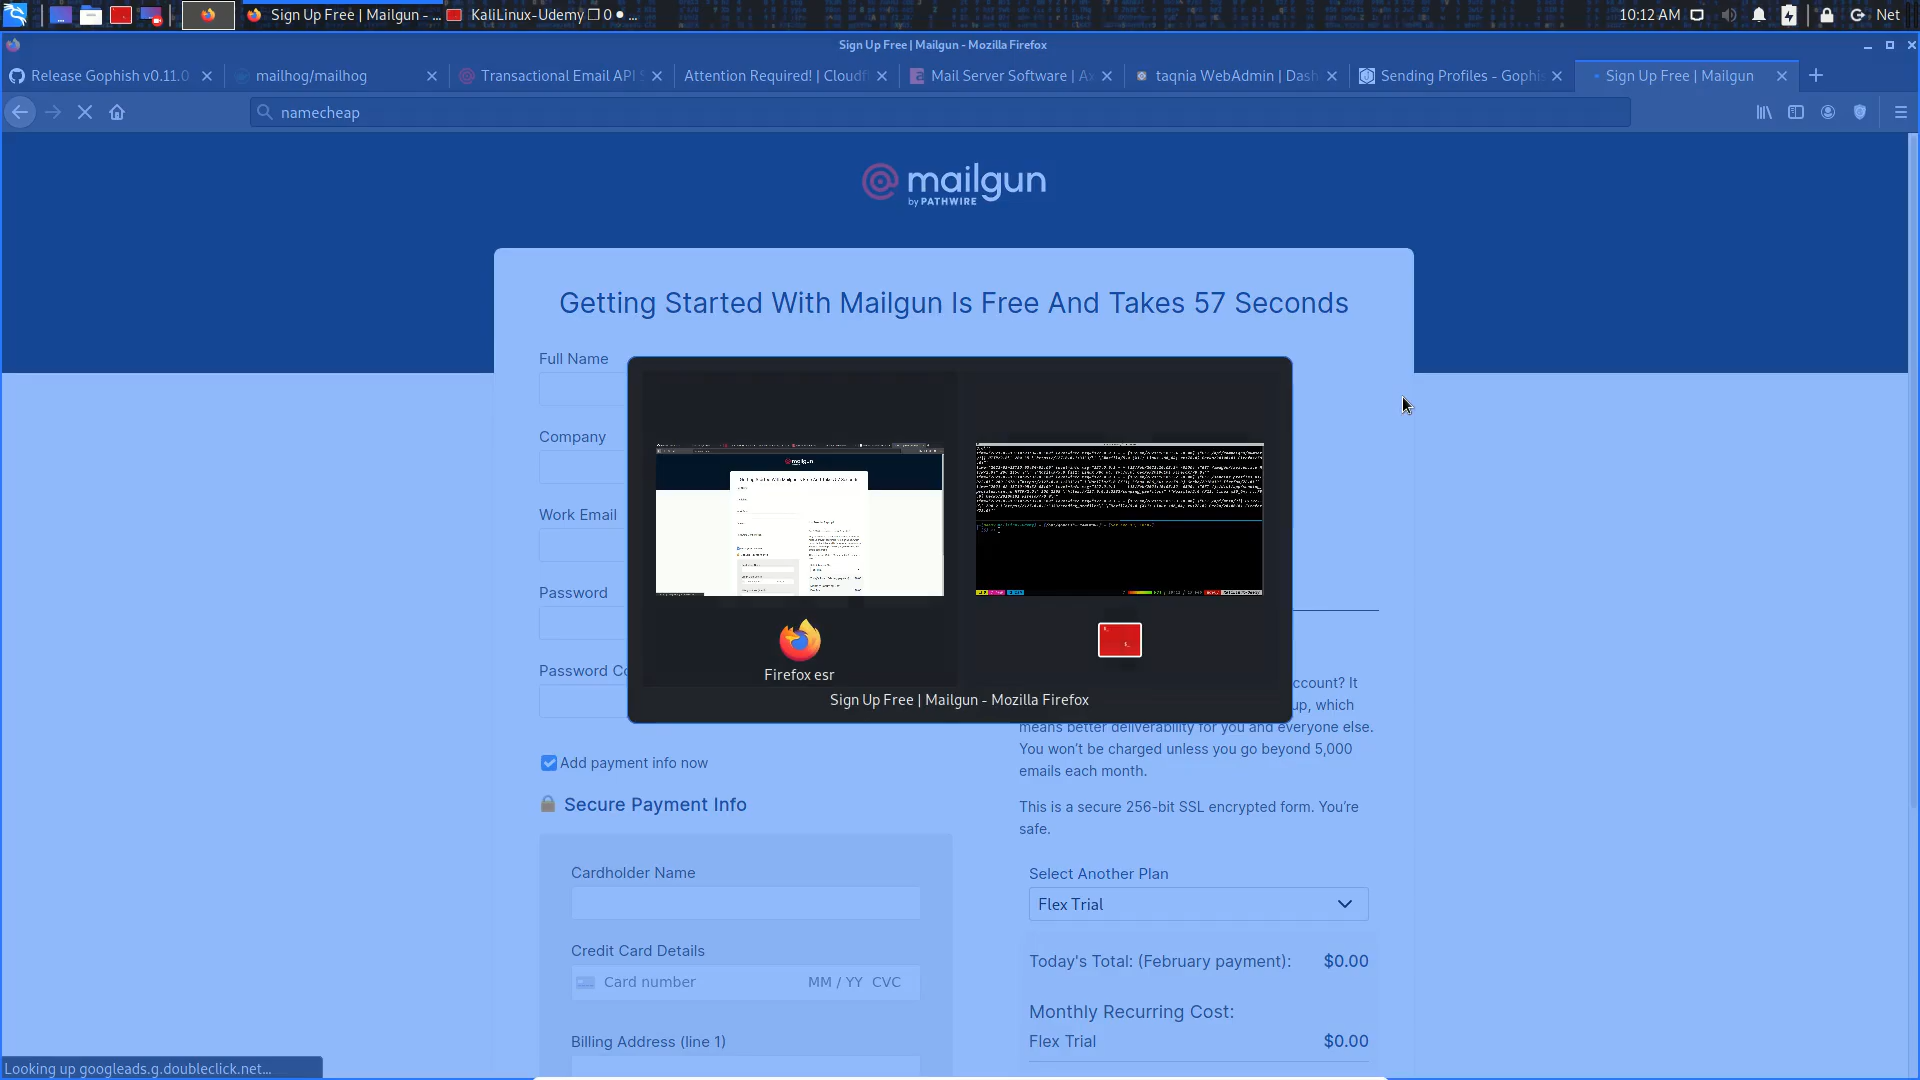 Sign Up Free | Mailgun - ...
KaliLinux-Udemy ❐ 0 ● ...
10:12 AM
Net
Sign Up Free | Mailgun - Mozilla Firefox
Release Gophish v0.11.0
mailhog/mailhog
Transactional Email API S
Attention Required! | Cloudf
Mail Server Software | Ax
taqnia WebAdmin | Dash
Sending Profiles - Gophis
Sign Up Free | Mailgun
namecheap
mailgun
by PATHWIRE
Getting Started With Mailgun Is Free And Takes 57 Seconds
Full Name
Company
Work Email
Password
Password Co
Firefox esr
Sign Up Free | Mailgun - Mozilla Firefox
ccount? It
up, which
means better deliverability for you and everyone else.
You won't be charged unless you go beyond 5,000
emails each month.
This is a secure 256-bit SSL encrypted form. You're
safe.
Add payment info now
Secure Payment Info
Cardholder Name
Credit Card Details
Card number MM / YY CVC
Billing Address (line 1)
Select Another Plan
Flex Trial
Today's Total: (February payment): $0.00
Monthly Recurring Cost:
Flex Trial $0.00
Looking up googleads.g.doubleclick.net...